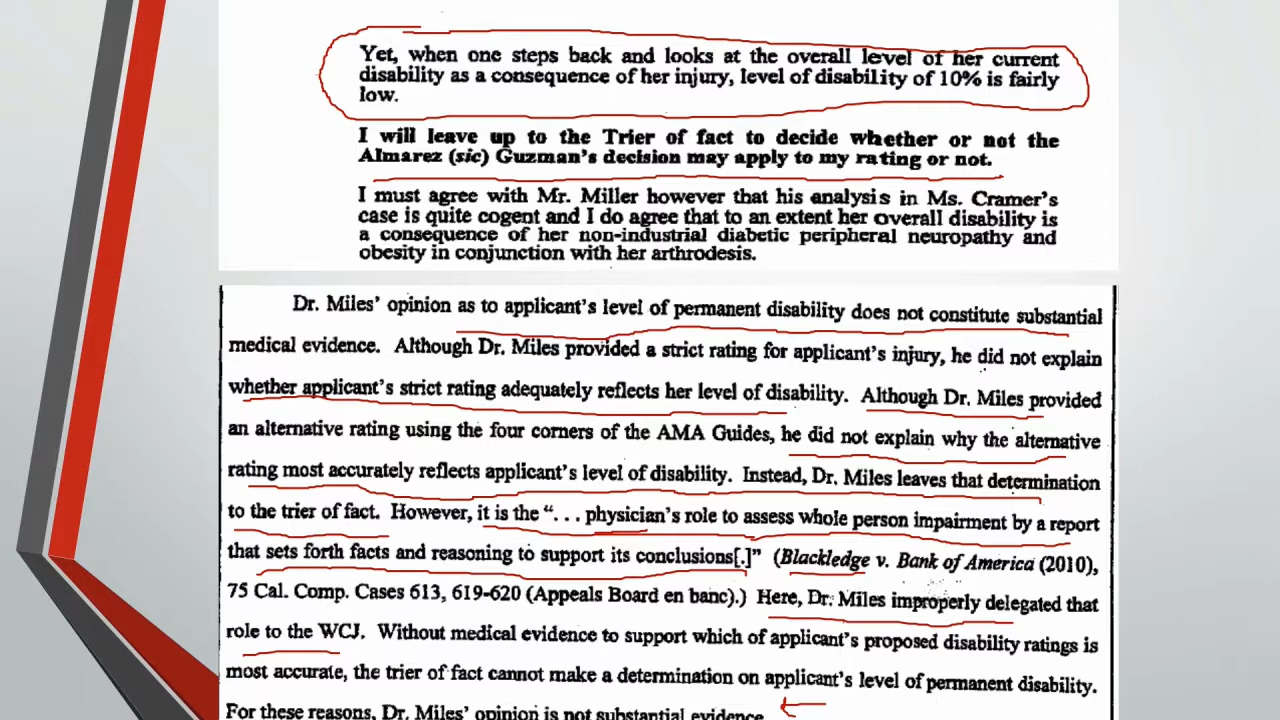 Yet, when one steps back and looks at the overall level of her current
disability as a consequence of her injury, level of disability of 10% is fairly
low.
I will leave up to the Trier of fact to decide whether or not the
Almarez (sic) Guzman's decision may apply to my rating or not.
I must agree with Mr. Miller however that his analysis in Ms. Cramer's
case is quite cogent and I do agree that to an extent her overall disability is
a consequence of her non-industrial diabetic peripheral neuropathy and
obesity in conjunction with her arthrodesis.
Dr. Miles' opinion as to applicant's level of permanent disability does not constitute substantial
medical evidence. Although Dr. Miles provided a strict rating for applicant's injury, he did not explain
whether applicant's strict rating adequately reflects her level of disability. Although Dr. Miles provided
an alternative rating using the four corners of the AMA Guides, he did not explain why the alternative
rating most accurately reflects applicant's level of disability. Instead, Dr. Miles leaves that determination
to the trier of fact. However, it is the ". . . physician's role to assess whole person impairment by a report
that sets forth facts and reasoning to support its conclusions[.]" (Blackledge v. Bank of America (2010),
75 Cal. Comp. Cases 613, 619-620 (Appeals Board en banc).) Here, Dr. Miles improperly delegated that
role to the WCJ. Without medical evidence to support which of applicant's proposed disability ratings is
most accurate, the trier of fact cannot make a determination on applicant's level of permanent disability.
For these reasons, Dr. Miles' opinion is not substantial evidence.